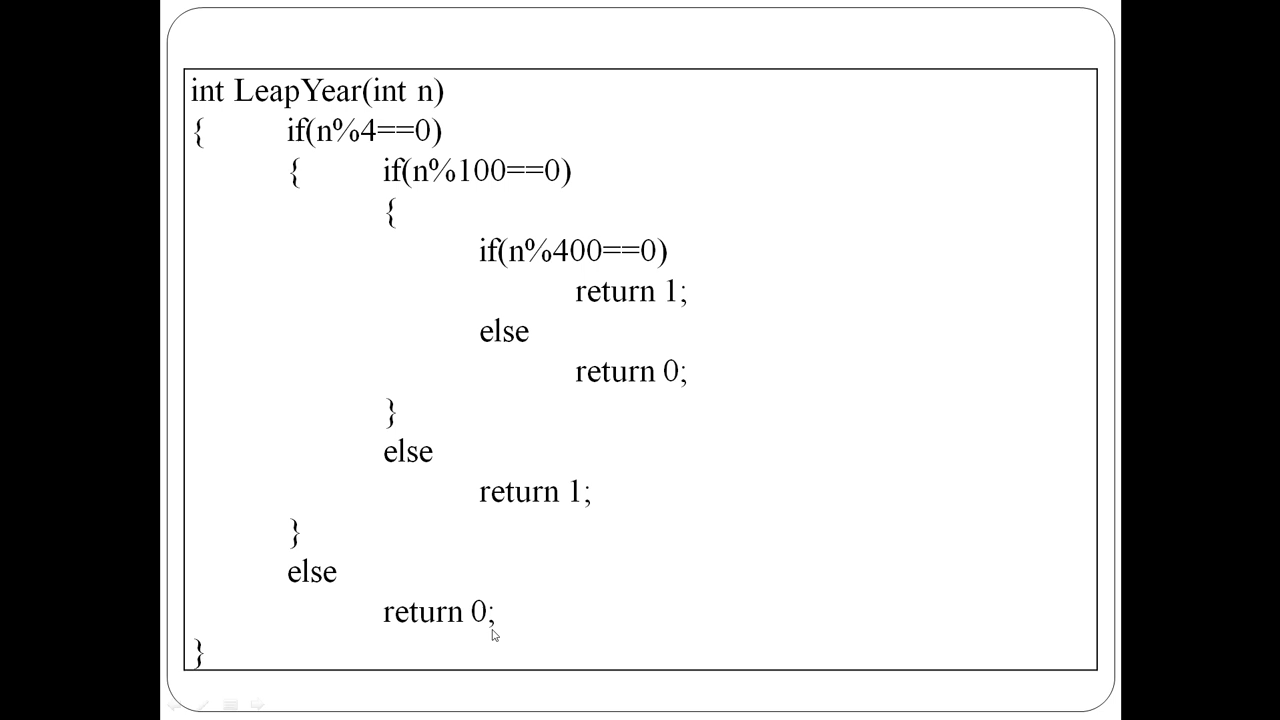 int LeapYear(int n)
{ if(n%4==0)
{ if(n%100==0)
{
if(n%400==0)
return 1;
else
return 0;
}
else
return 1;
}
else
return 0;
}